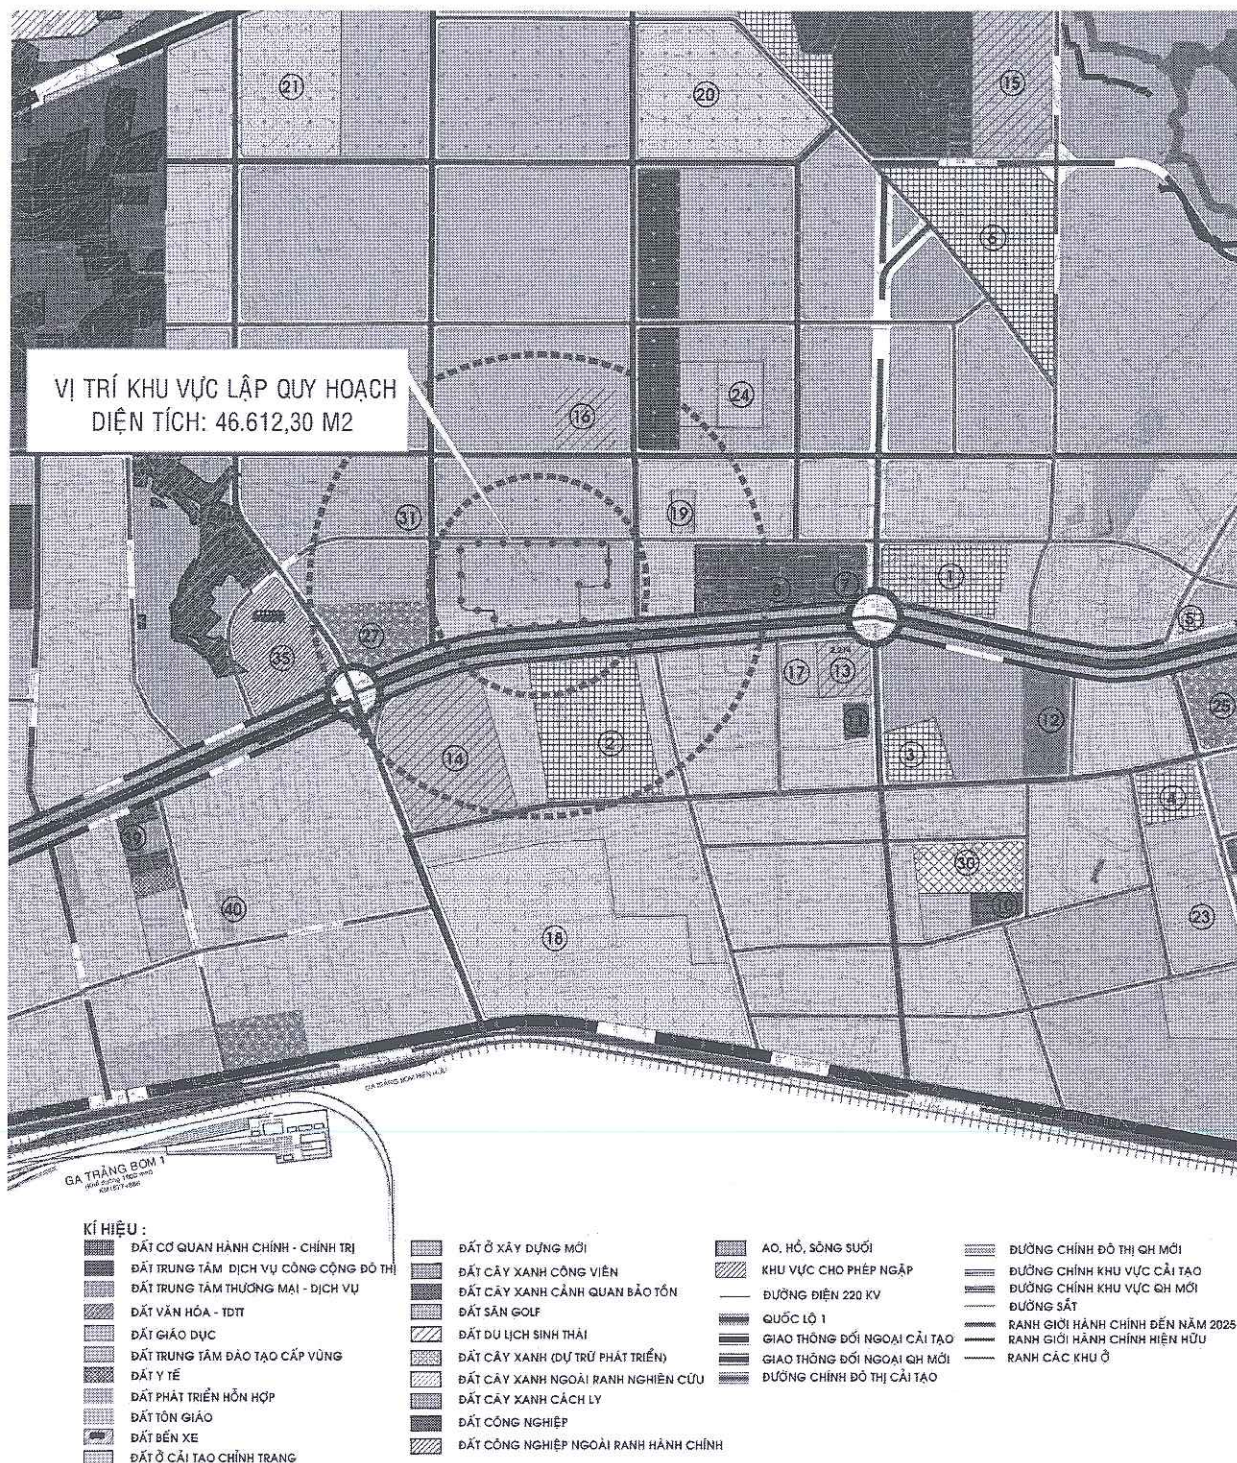 21
20
15
6
VỊ TRÍ KHU VỰC LẬP QUY HOẠCH
DIỆN TÍCH: 46.612,30 M2
16
24
31
19
1
8
7
5
27
35
17
13
12
25
14
2
3
4
39
30
10
40
18
23
GA TRẢNG BOM HIỆN HỮU
GA TRẢNG BOM 1
KÍ HIỆU :
ĐẤT CƠ QUAN HÀNH CHÍNH - CHÍNH TRỊ
ĐẤT TRUNG TÂM DỊCH VỤ CÔNG CỘNG ĐÔ THỊ
ĐẤT TRUNG TÂM THƯƠNG MẠI - DỊCH VỤ
ĐẤT VĂN HÓA - TDTT
ĐẤT GIÁO DỤC
ĐẤT TRUNG TÂM ĐÀO TẠO CẤP VÙNG
ĐẤT Y TẾ
ĐẤT PHÁT TRIỂN HỖN HỢP
ĐẤT TÔN GIÁO
ĐẤT BẾN XE
ĐẤT Ở CẢI TẠO CHỈNH TRANG
ĐẤT Ở XÂY DỰNG MỚI
ĐẤT CÂY XANH CÔNG VIÊN
ĐẤT CÂY XANH CẢNH QUAN BẢO TỒN
ĐẤT SÂN GOLF
ĐẤT DU LỊCH SINH THÁI
ĐẤT CÂY XANH (DỰ TRỮ PHÁT TRIỂN)
ĐẤT CÂY XANH NGOÀI RANH NGHIÊN CỨU
ĐẤT CÂY XANH CÁCH LY
ĐẤT CÔNG NGHIỆP
ĐẤT CÔNG NGHIỆP NGOÀI RANH HÀNH CHÍNH
AO, HỒ, SÔNG SUỐI
KHU VỰC CHO PHÉP NGẬP
ĐƯỜNG ĐIỆN 220 KV
QUỐC LỘ 1
GIAO THÔNG ĐỐI NGOẠI CẢI TẠO
GIAO THÔNG ĐỐI NGOẠI QH MỚI
ĐƯỜNG CHÍNH ĐÔ THỊ CẢI TẠO
ĐƯỜNG CHÍNH ĐÔ THỊ QH MỚI
ĐƯỜNG CHÍNH KHU VỰC CẢI TẠO
ĐƯỜNG CHÍNH KHU VỰC QH MỚI
ĐƯỜNG SẮT
RANH GIỚI HÀNH CHÍNH ĐẾN NĂM 2025
RANH GIỚI HÀNH CHÍNH HIỆN HỮU
RANH CÁC KHU Ở